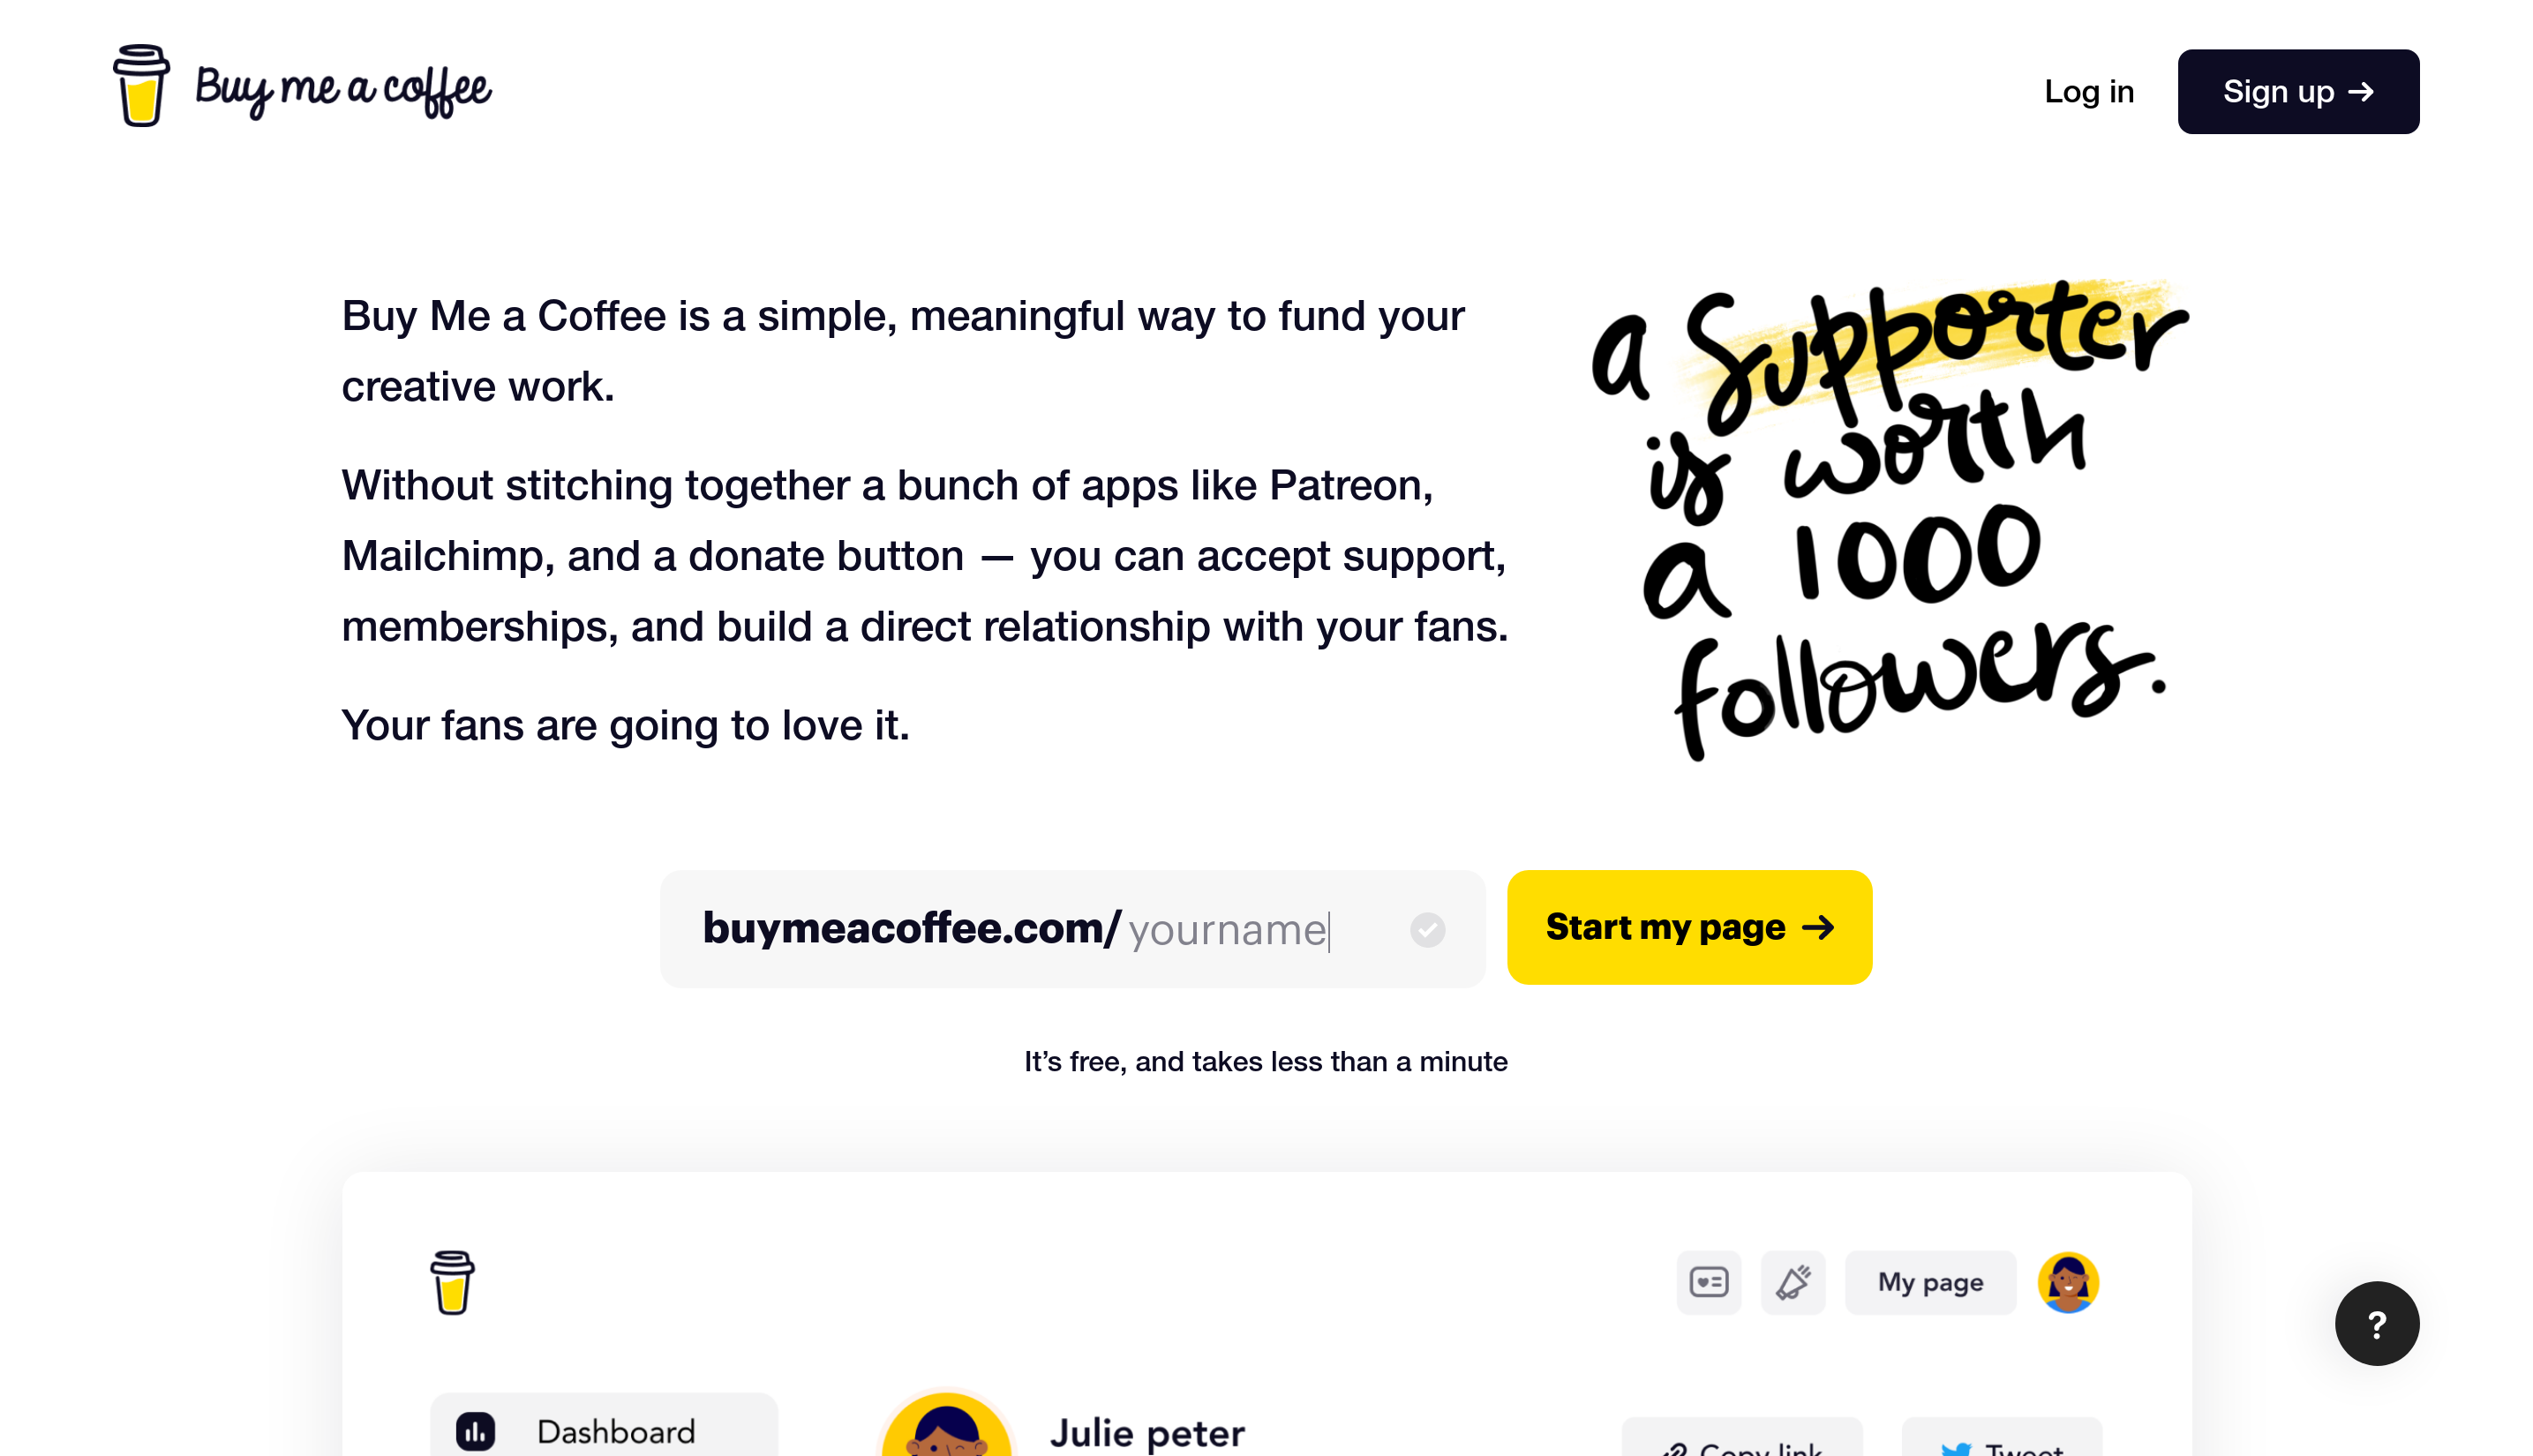 Buy me a coffee
Log in
Sign up →
Buy Me a Coffee is a simple, meaningful way to fund your
creative work.
Without stitching together a bunch of apps like Patreon,
Mailchimp, and a donate button — you can accept support,
memberships, and build a direct relationship with your fans.
Your fans are going to love it.
a Supporter
is worth
a 1000
followers.
buymeacoffee.com/yourname
Start my page →
It’s free, and takes less than a minute
My page
?
Dashboard
Julie peter
Copy link
Tweet